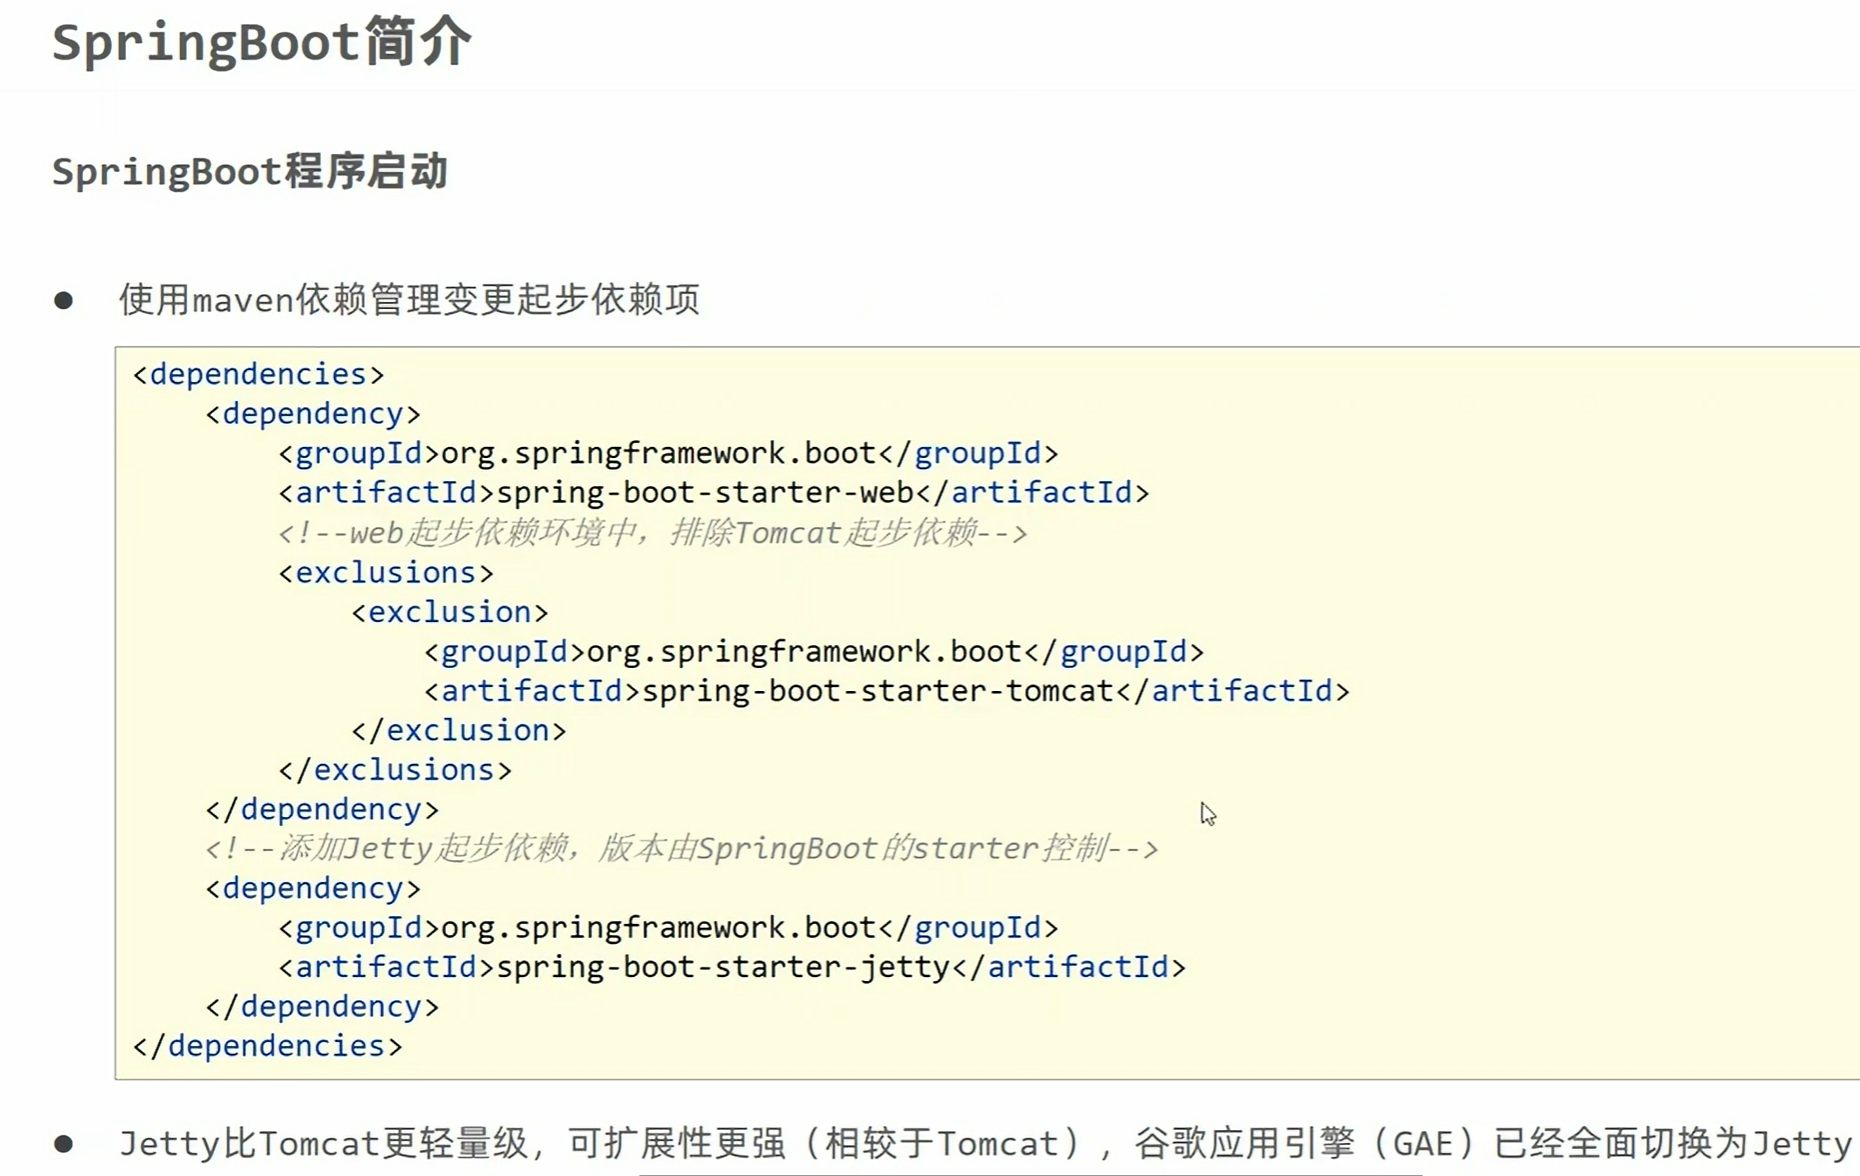 SpringBoot简介
SpringBoot程序启动
● 使用maven依赖管理变更起步依赖项
<dependencies>
    <dependency>
        <groupId>org.springframework.boot</groupId>
        <artifactId>spring-boot-starter-web</artifactId>
        <!--web起步依赖环境中，排除Tomcat起步依赖-->
        <exclusions>
            <exclusion>
                <groupId>org.springframework.boot</groupId>
                <artifactId>spring-boot-starter-tomcat</artifactId>
            </exclusion>
        </exclusions>
    </dependency>
    <!--添加Jetty起步依赖，版本由SpringBoot的starter控制-->
    <dependency>
        <groupId>org.springframework.boot</groupId>
        <artifactId>spring-boot-starter-jetty</artifactId>
    </dependency>
</dependencies>
● Jetty比Tomcat更轻量级，可扩展性更强（相较于Tomcat），谷歌应用引擎（GAE）已经全面切换为Jetty